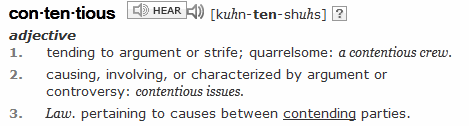 con·ten·tious HEAR [kuhn-ten-shuhs] ?
adjective
1. tending to argument or strife; quarrelsome: a contentious crew.
2. causing, involving, or characterized by argument or
controversy: contentious issues.
3. Law. pertaining to causes between contending parties.